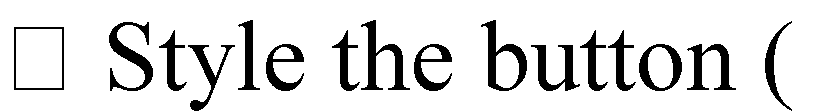 □ Style the button (